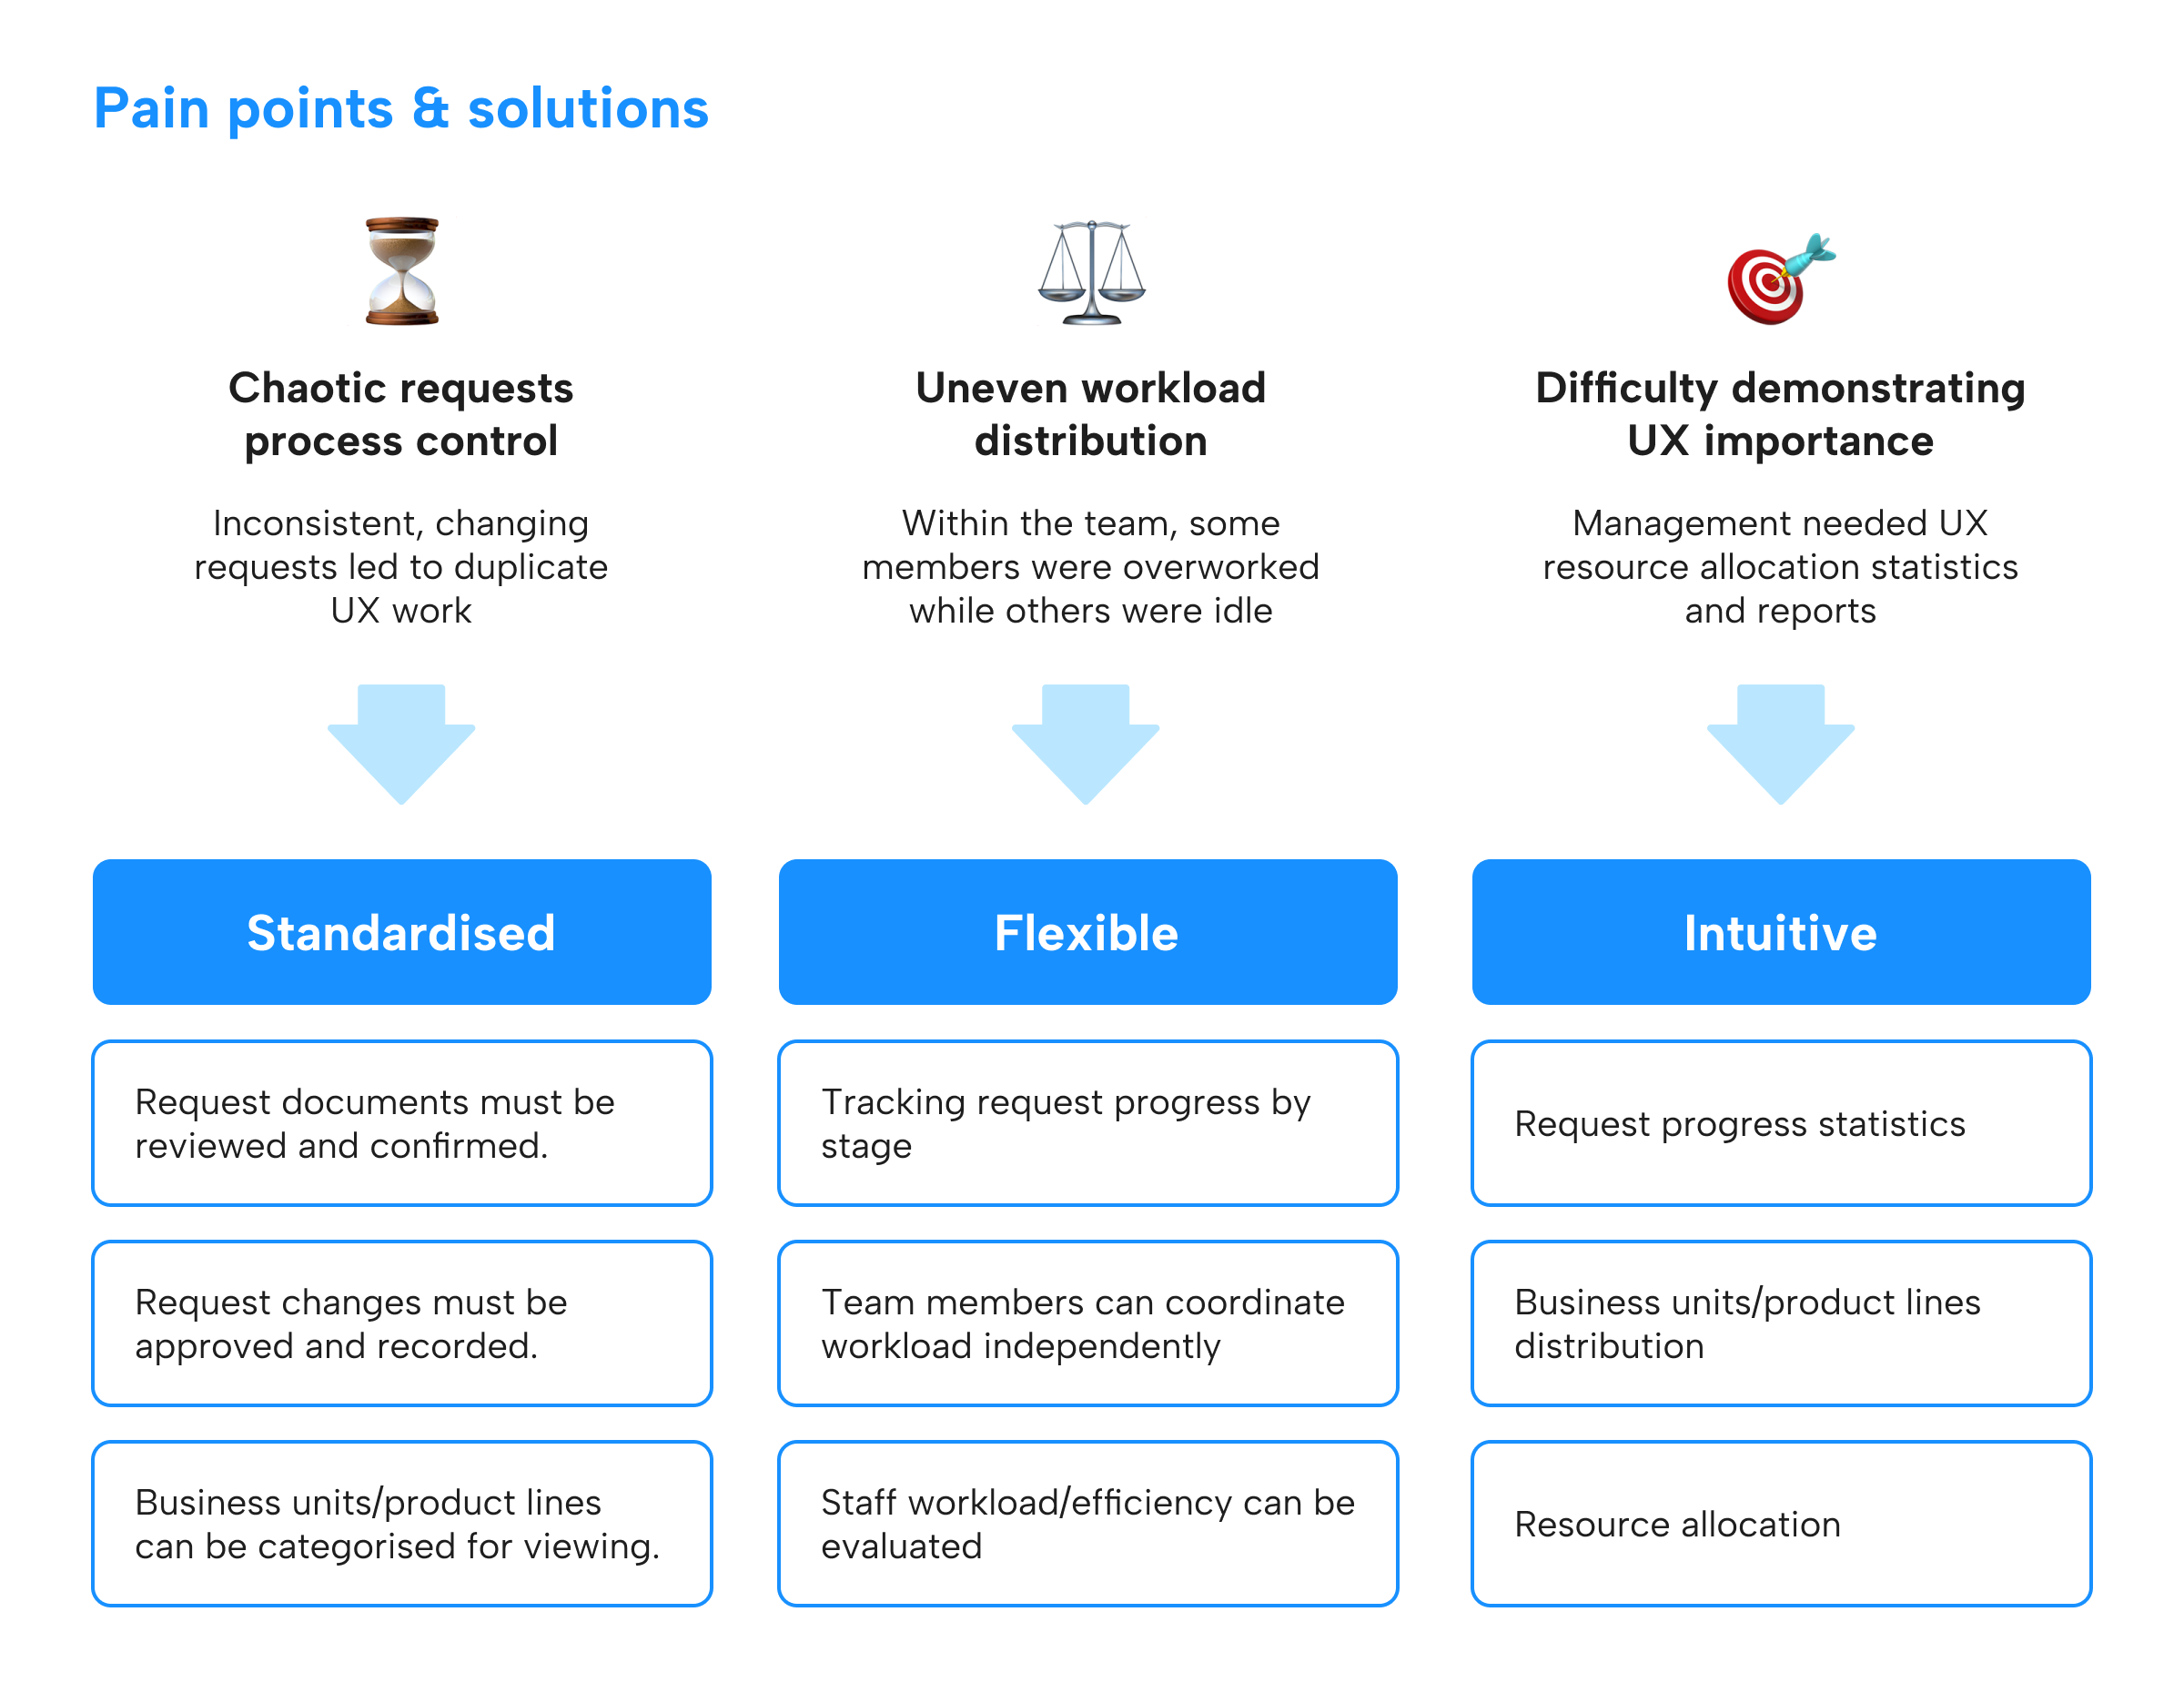 Pain points & solutions
Chaotic requests
process control
Inconsistent, changing
requests led to duplicate
UX work
Uneven workload
distribution
Within the team, some
members were overworked
while others were idle
Difficulty demonstrating
UX importance
Management needed UX
resource allocation statistics
and reports
Standardised
Request documents must be
reviewed and confirmed.
Request changes must be
approved and recorded.
Business units/product lines
can be categorised for viewing.
Flexible
Tracking request progress by
stage
Team members can coordinate
workload independently
Staff workload/efficiency can be
evaluated
Intuitive
Request progress statistics
Business units/product lines
distribution
Resource allocation